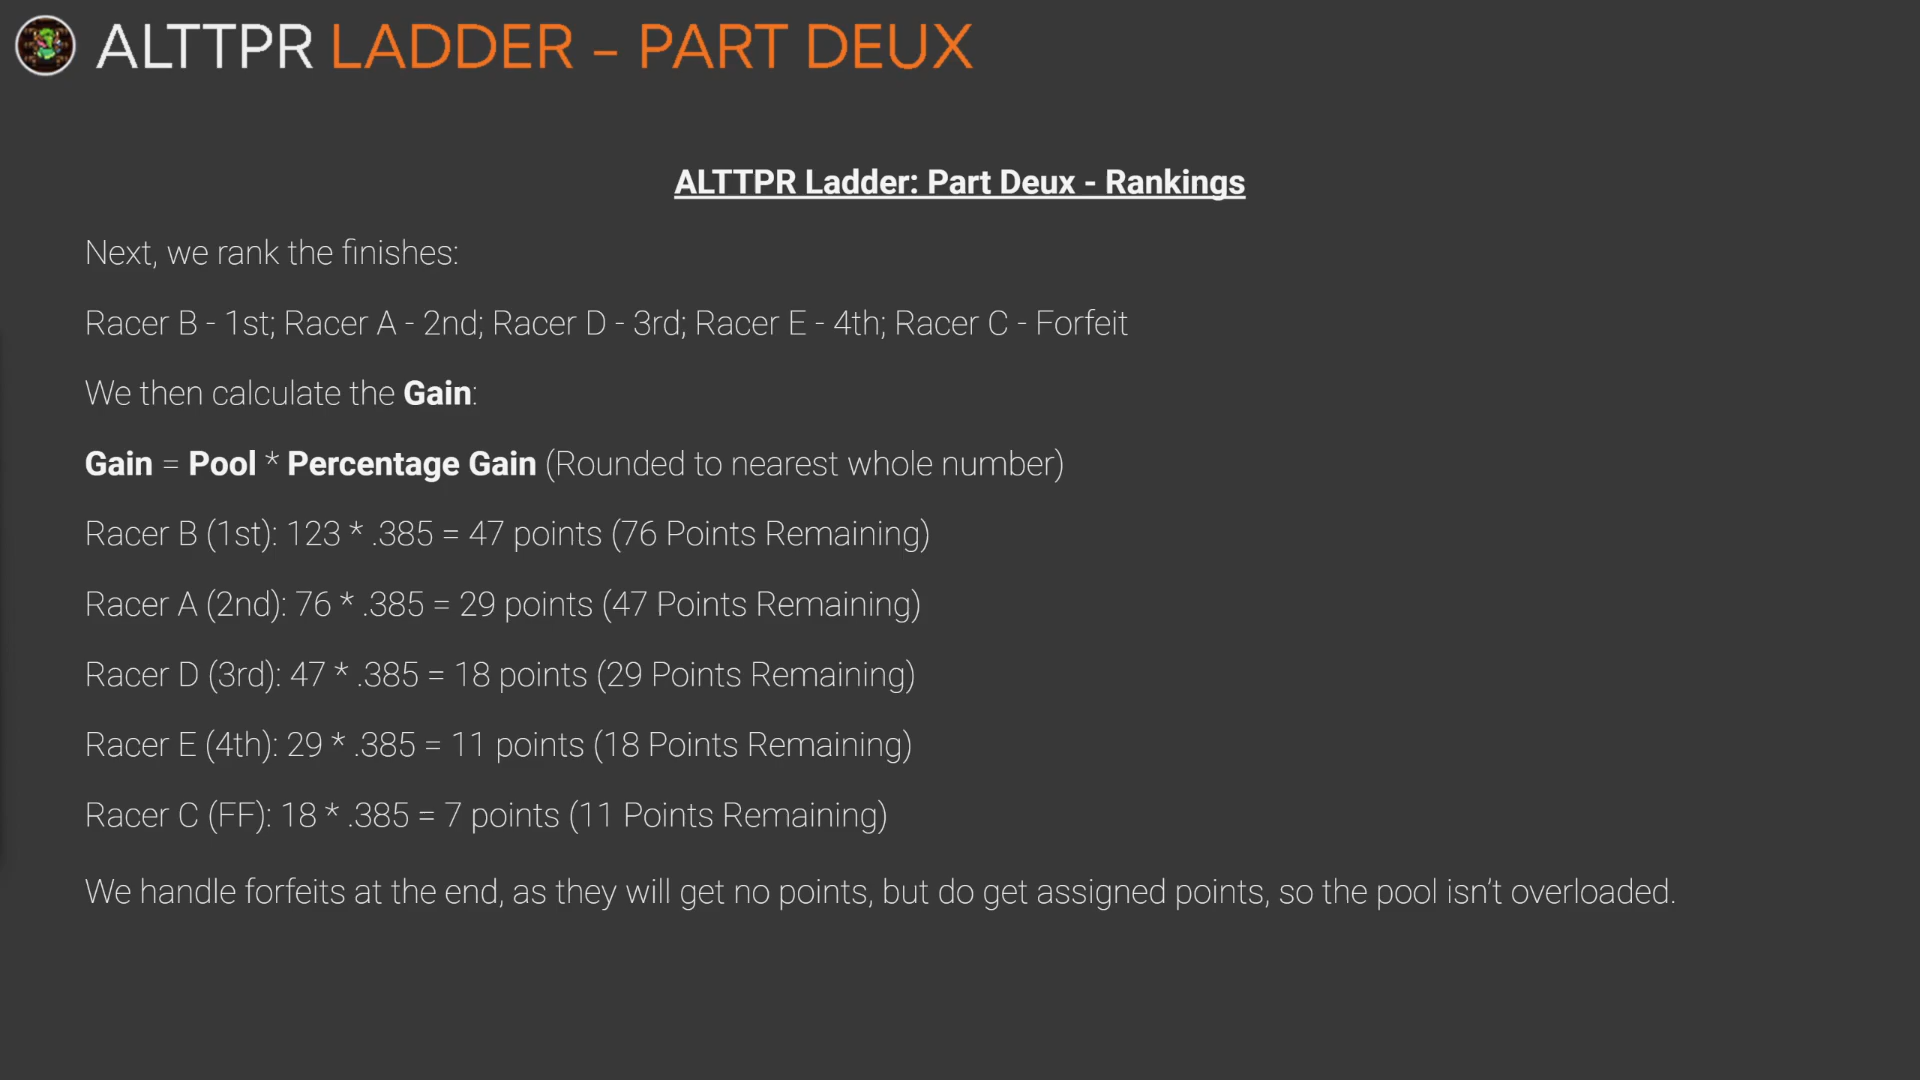 ALTTPR LADDER – PART DEUX
ALTTPR Ladder: Part Deux - Rankings
Next, we rank the finishes:
Racer B - 1st; Racer A - 2nd; Racer D - 3rd; Racer E - 4th; Racer C - Forfeit
We then calculate the Gain:
Gain = Pool * Percentage Gain (Rounded to nearest whole number)
Racer B (1st): 123 * .385 = 47 points (76 Points Remaining)
Racer A (2nd): 76 * .385 = 29 points (47 Points Remaining)
Racer D (3rd): 47 * .385 = 18 points (29 Points Remaining)
Racer E (4th): 29 * .385 = 11 points (18 Points Remaining)
Racer C (FF): 18 * .385 = 7 points (11 Points Remaining)
We handle forfeits at the end, as they will get no points, but do get assigned points, so the pool isn’t overloaded.